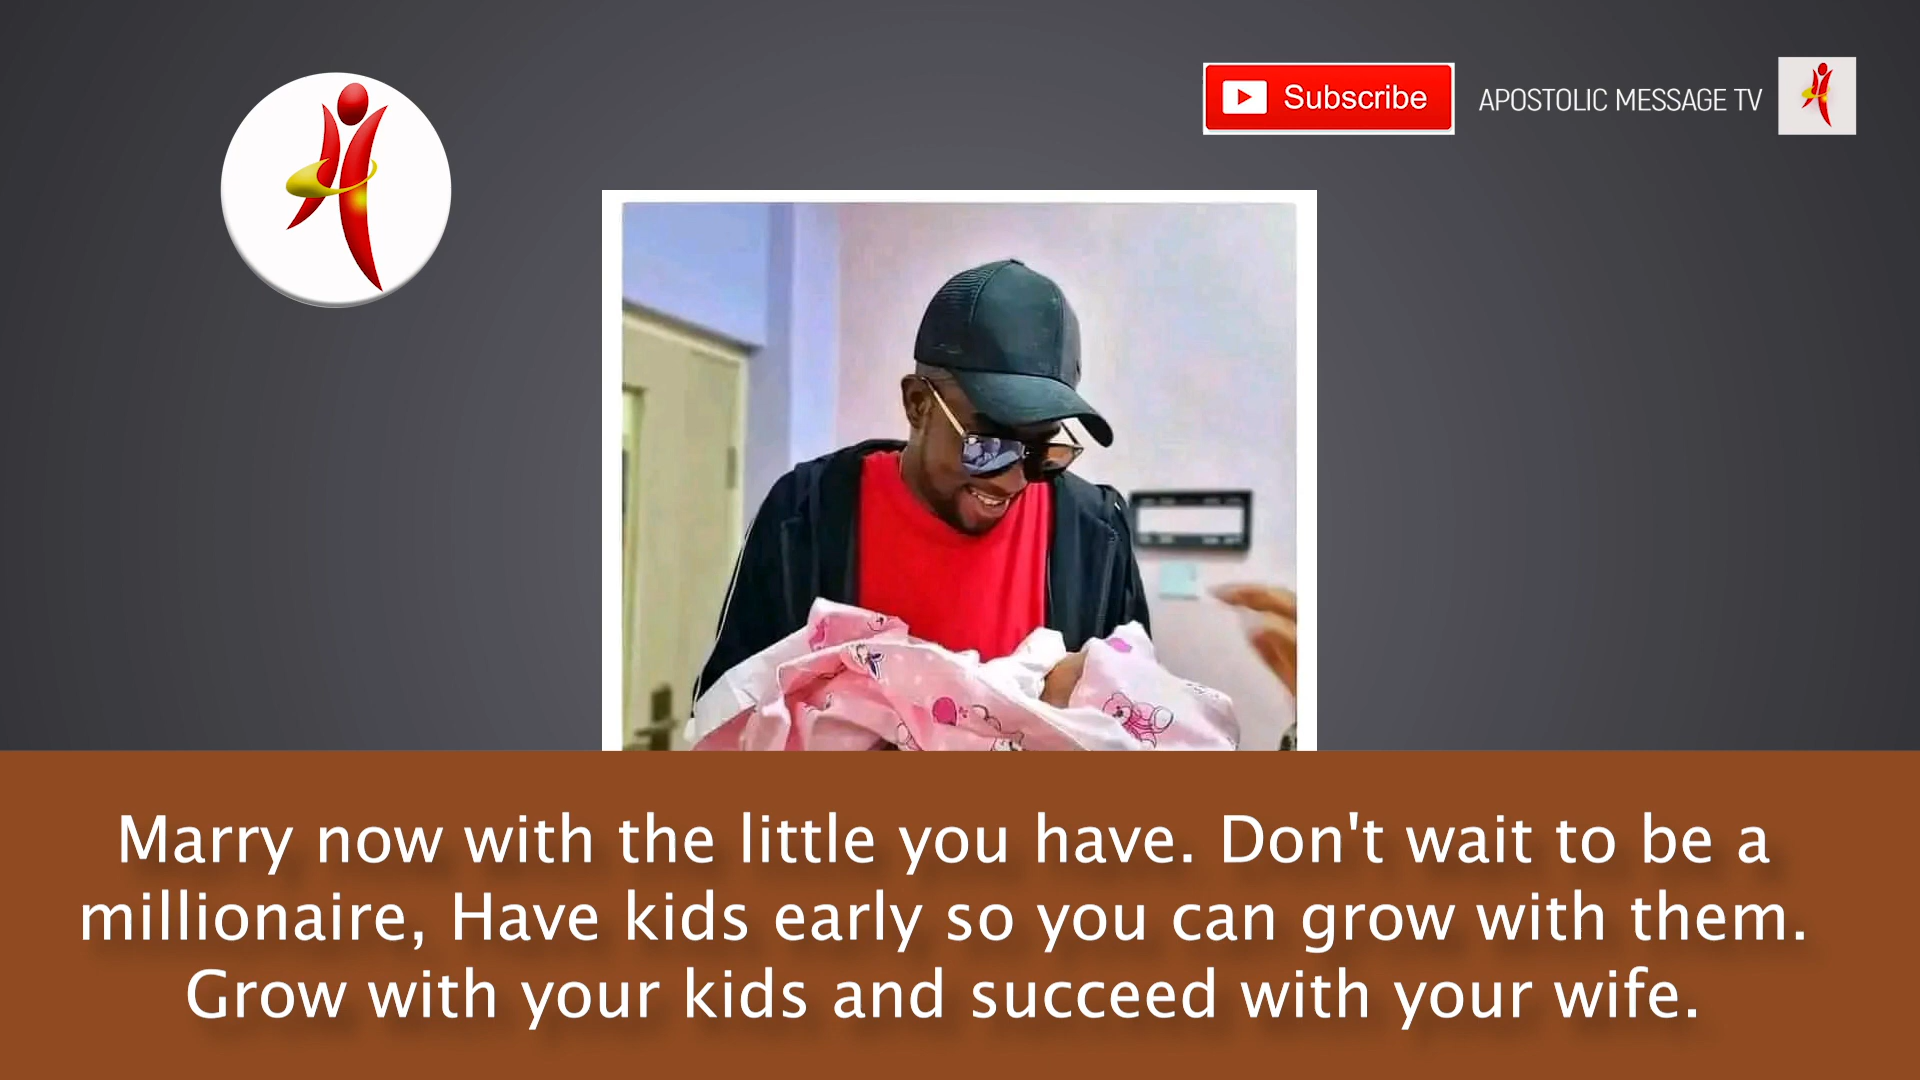 Subscribe
APOSTOLIC MESSAGE TV
Marry now with the little you have. Don't wait to be a
millionaire, Have kids early so you can grow with them.
Grow with your kids and succeed with your wife.